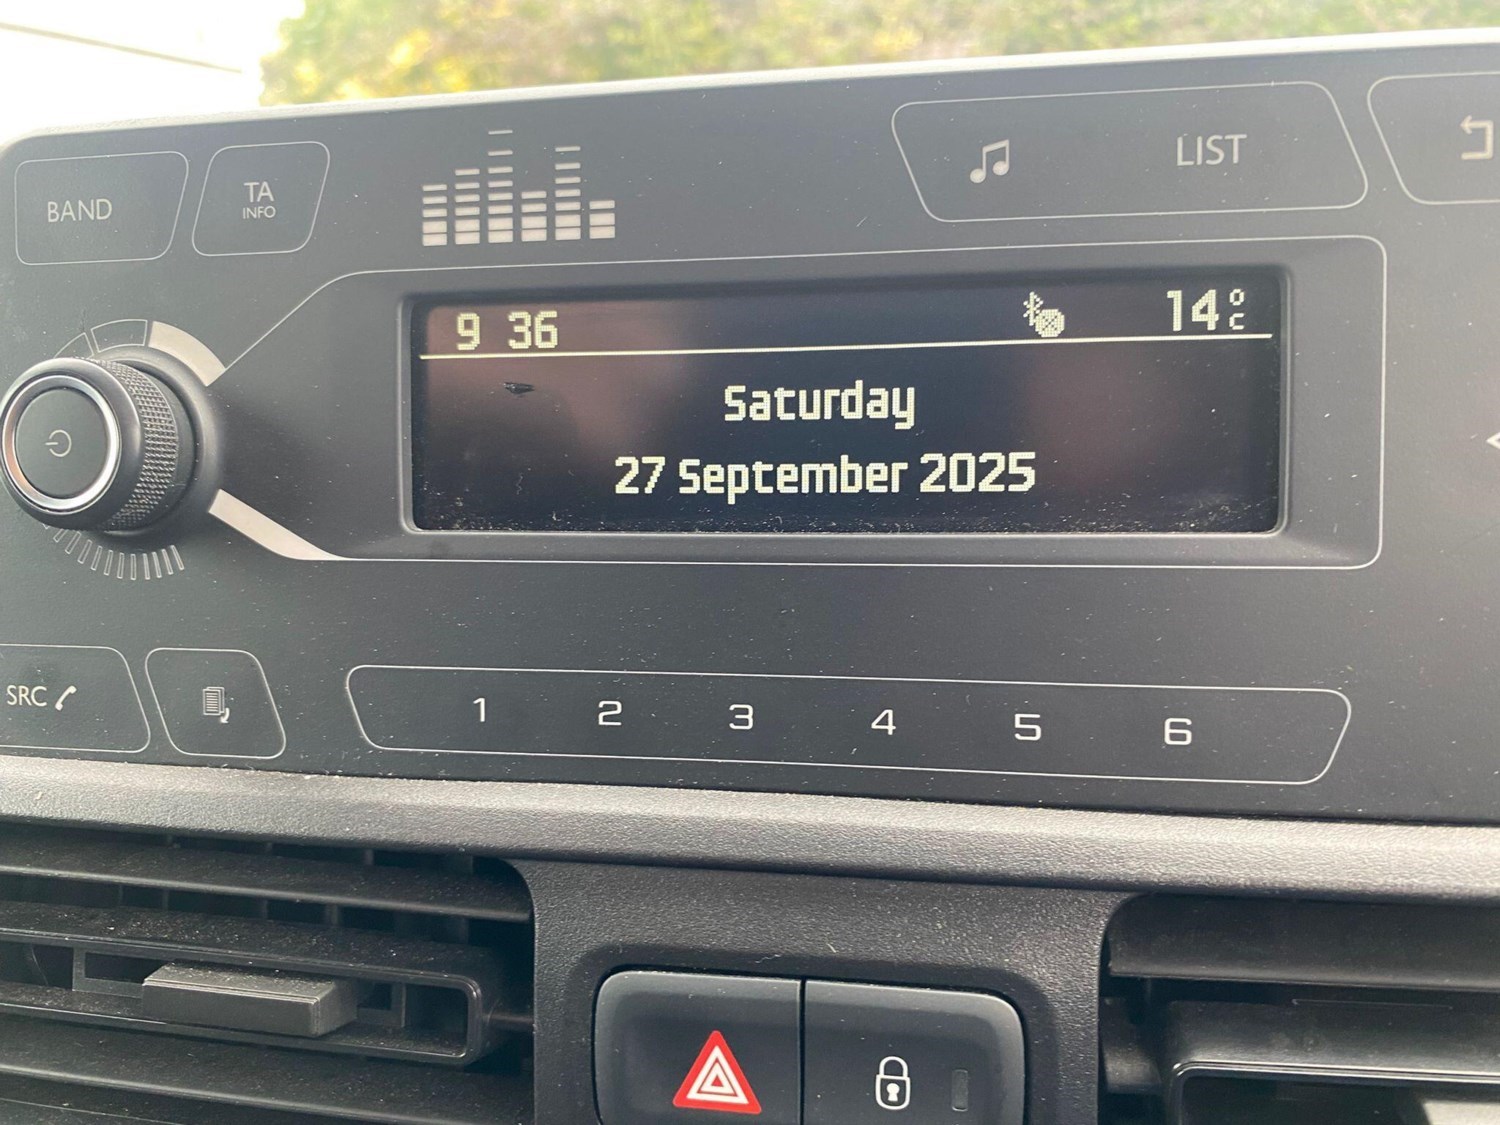 BAND
TA
INFO
LIST
9 36
14°C
Saturday
27 September 2025
SRC
1 2 3 4 5 6